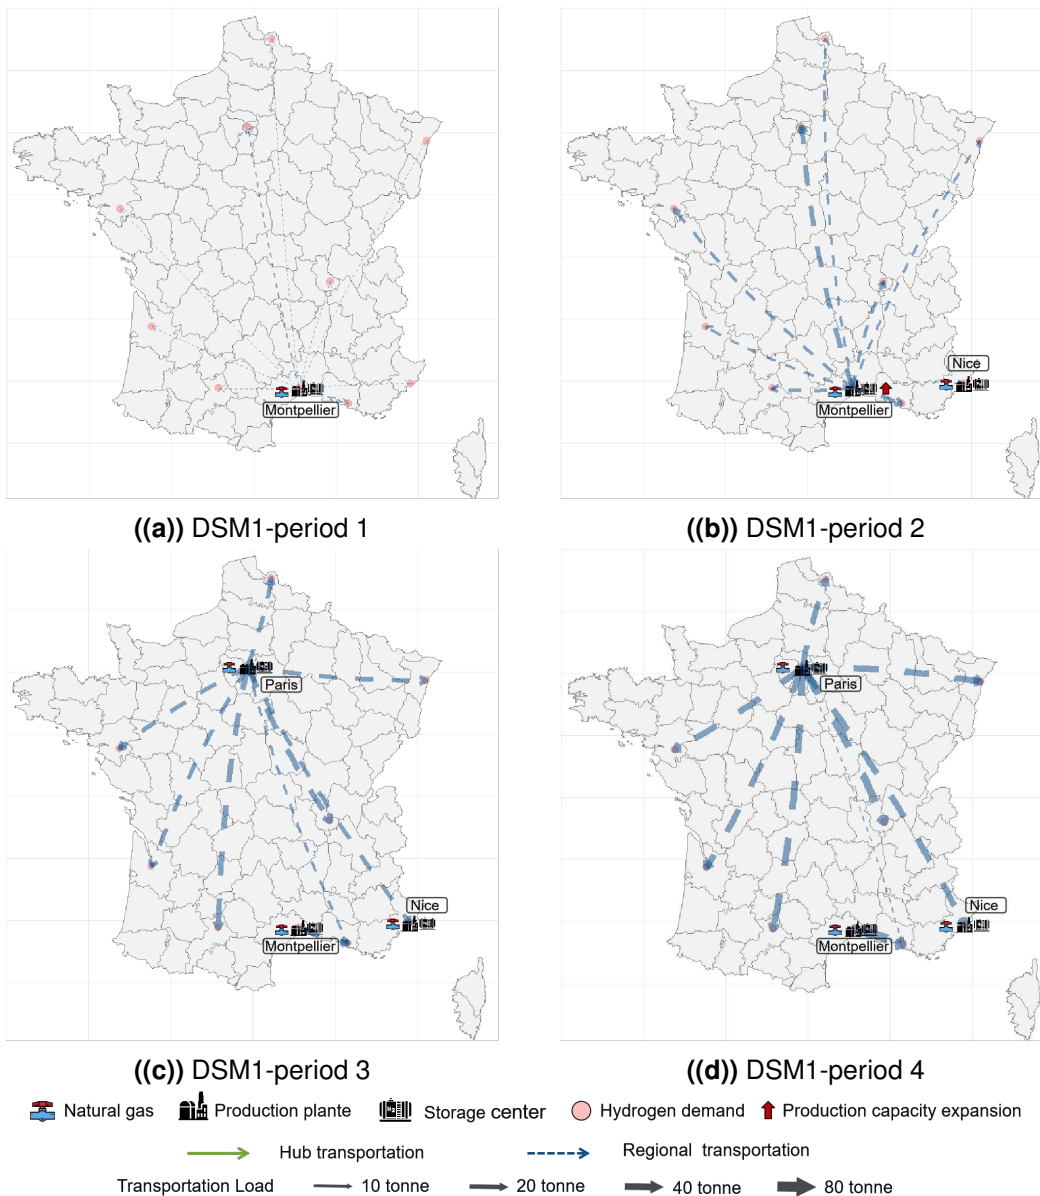 Montpellier
Nice
Montpellier
((a)) DSM1-period 1
((b)) DSM1-period 2
Paris
Nice
Montpellier
Paris
Nice
Montpellier
((c)) DSM1-period 3
((d)) DSM1-period 4
Natural gas Production plante Storage center Hydrogen demand Production capacity expansion
Hub transportation Regional transportation
Transportation Load 10 tonne 20 tonne 40 tonne 80 tonne